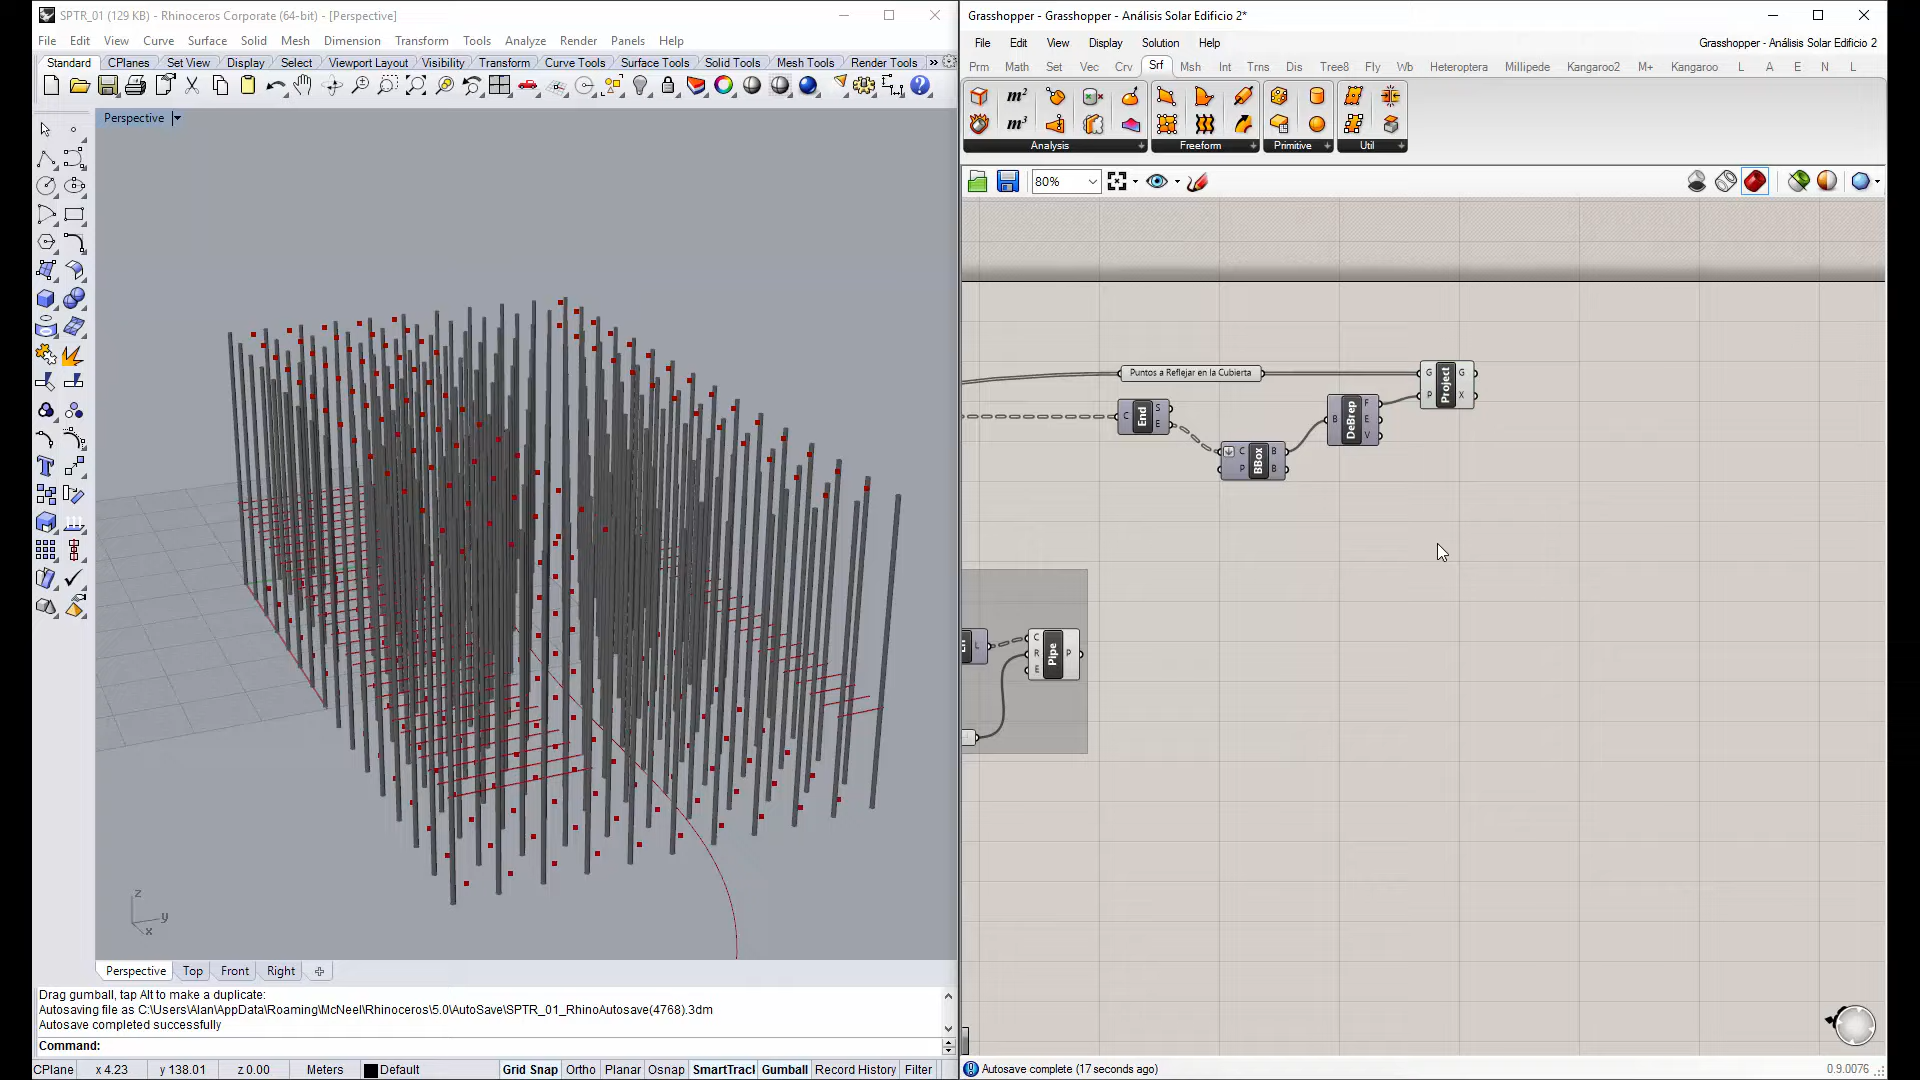 SPTR_01 (129 KB) - Rhinoceros Corporate (64-bit) - [Perspective]
File Edit View Curve Surface Solid Mesh Dimension Transform Tools Analyze Render Panels Help
Standard CPlanes Set View Display Select Viewport Layout Visibility Transform Curve Tools Surface Tools Solid Tools Mesh Tools Render Tools
Perspective
z
y
x
Perspective Top Front Right
Drag gumball, tap Alt to make a duplicate:
Autosaving file as C:\Users\Alan\AppData\Roaming\McNeel\Rhinoceros\5.0\AutoSave\SPTR_01_RhinoAutosave(4768).3dm
Autosave completed successfully
Command:
CPlane x 4.23 y 138.01 z 0.00 Meters Default Grid Snap Ortho Planar Osnap SmartTrack Gumball Record History Filter
Grasshopper - Grasshopper - Análisis Solar Edificio 2*
File Edit View Display Solution Help
Grasshopper - Análisis Solar Edificio 2
Prm Math Set Vec Crv Srf Msh Int Trns Dis Tree8 Fly Wb Heteroptera Millipede Kangaroo2 M+ Kangaroo L A E N L
m²
m³
Analysis Freeform Primitive Util
80%
Puntos a Reflejar en la Cubierta
G P Project G X
C End S E
B DeBrep F E V
C P BBox B B
L
C R E Pipe P
Autosave complete (17 seconds ago)
0.9.0076